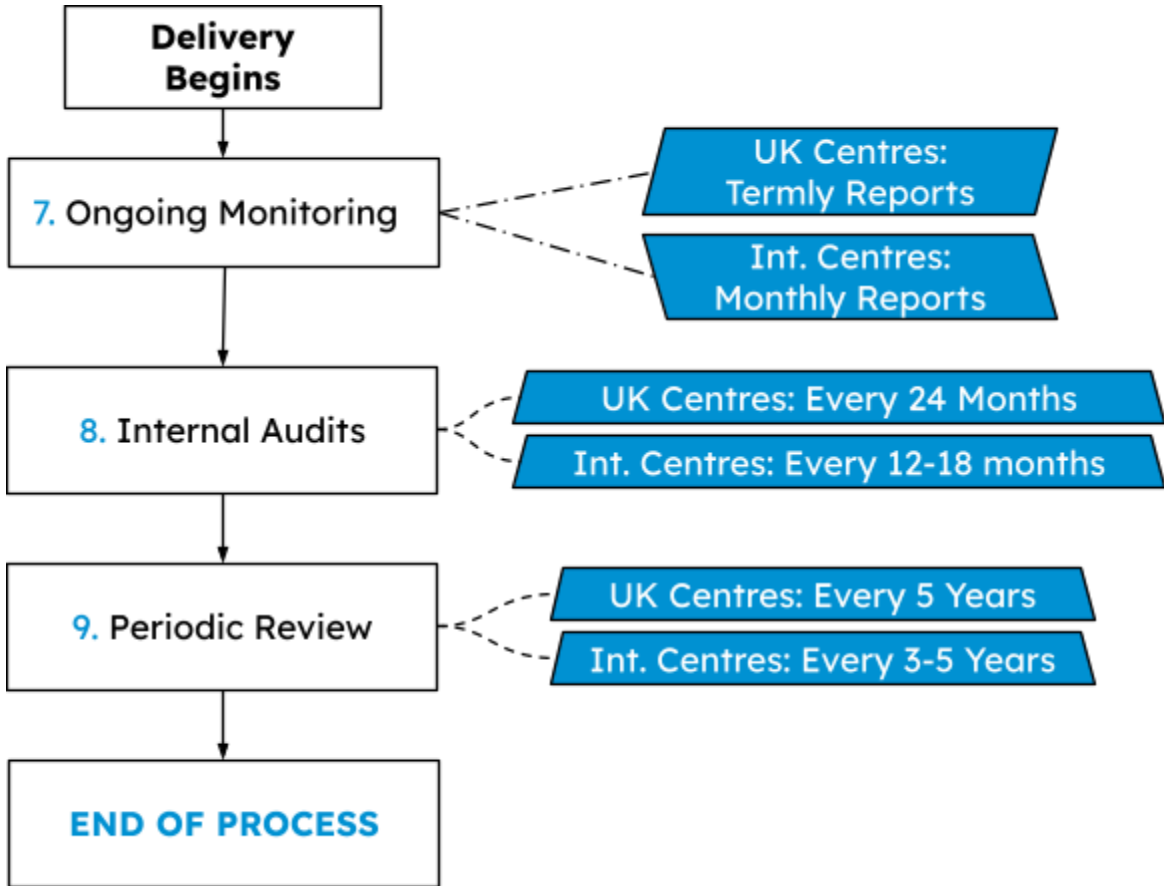 Delivery
Begins
7. Ongoing Monitoring
UK Centres:
Termly Reports
Int. Centres:
Monthly Reports
8. Internal Audits
UK Centres: Every 24 Months
Int. Centres: Every 12-18 months
9. Periodic Review
UK Centres: Every 5 Years
Int. Centres: Every 3-5 Years
END OF PROCESS